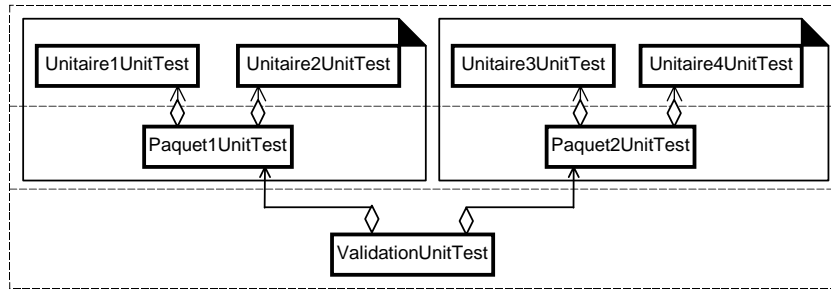 Unitaire1UnitTest
Unitaire2UnitTest
Unitaire3UnitTest
Unitaire4UnitTest
Paquet1UnitTest
Paquet2UnitTest
ValidationUnitTest